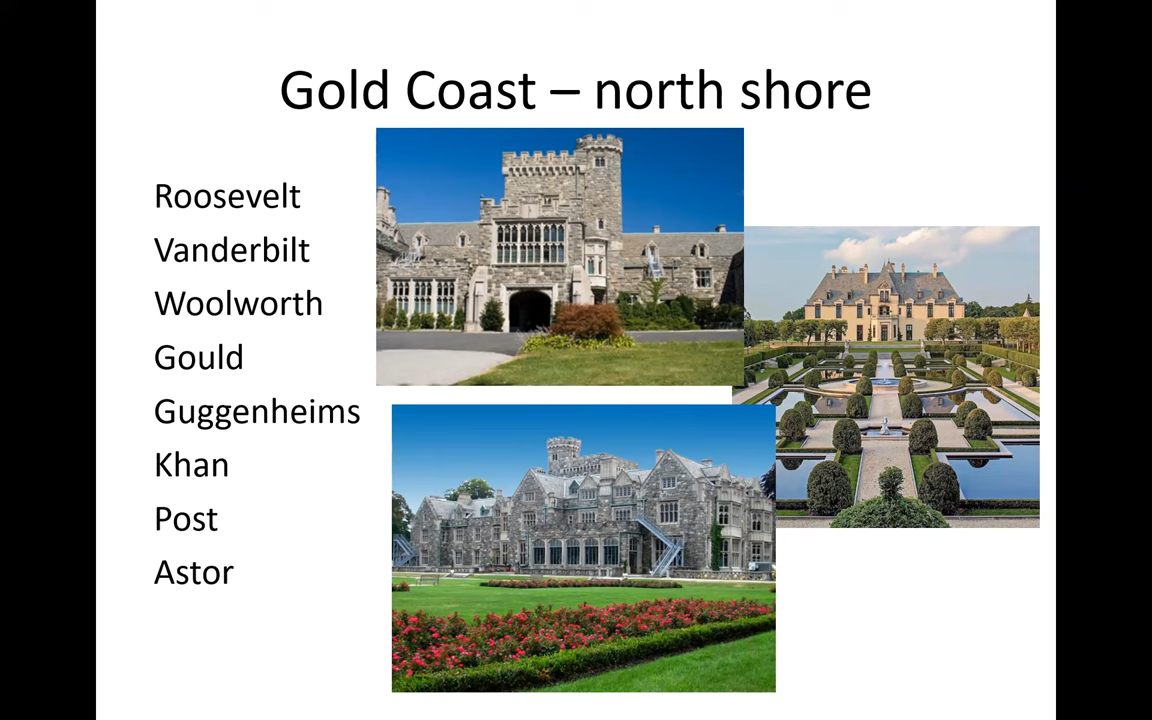 Gold Coast – north shore
Roosevelt
Vanderbilt
Woolworth
Gould
Guggenheims
Khan
Post
Astor